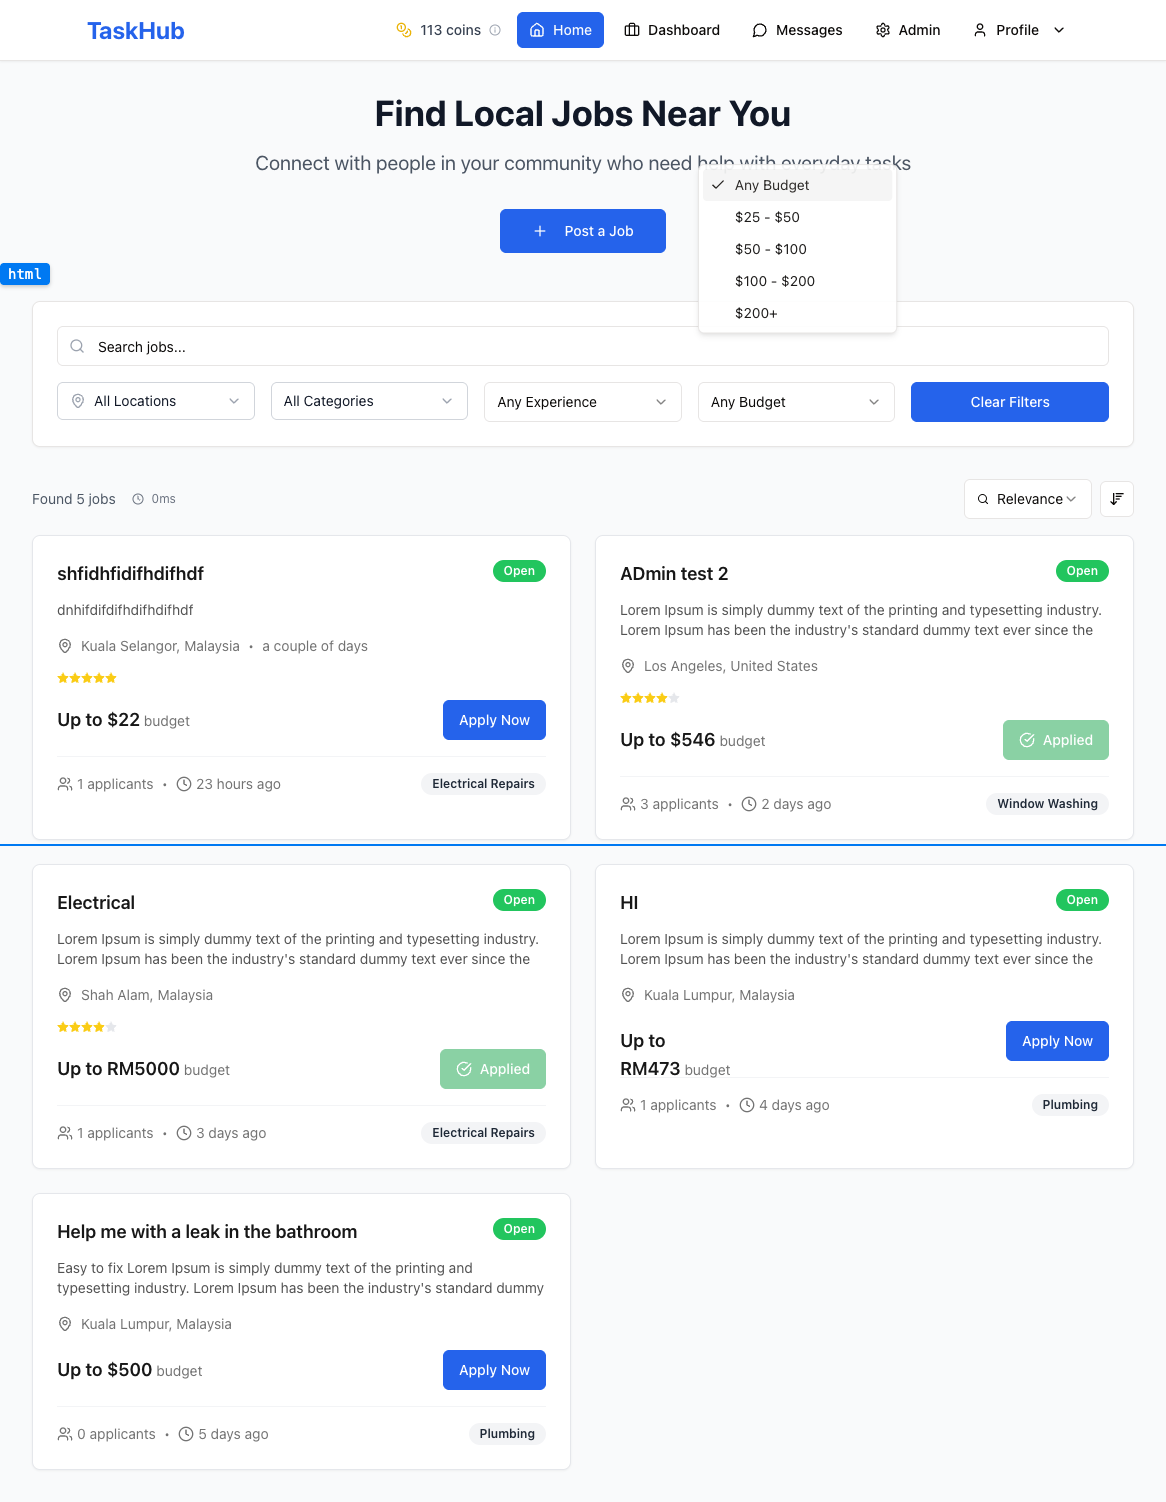 TaskHub
113 coins
Home
Dashboard
Messages
Admin
Profile
Find Local Jobs Near You
Connect with people in your community who need help with everyday tasks
Any Budget
$25 - $50
$50 - $100
$100 - $200
$200+
Post a Job
html
Search jobs...
All Locations
All Categories
Any Experience
Any Budget
Clear Filters
Found 5 jobs
0ms
Relevance
shfidhfidifhdifhdf
Open
dnhifdifdifhdifhdifhdf
Kuala Selangor, Malaysia • a couple of days
Up to $22 budget
Apply Now
1 applicants • 23 hours ago
Electrical Repairs
ADmin test 2
Open
Lorem Ipsum is simply dummy text of the printing and typesetting industry.
Lorem Ipsum has been the industry's standard dummy text ever since the
Los Angeles, United States
Up to $546 budget
Applied
3 applicants • 2 days ago
Window Washing
Electrical
Open
Lorem Ipsum is simply dummy text of the printing and typesetting industry.
Lorem Ipsum has been the industry's standard dummy text ever since the
Shah Alam, Malaysia
Up to RM5000 budget
Applied
1 applicants • 3 days ago
Electrical Repairs
HI
Open
Lorem Ipsum is simply dummy text of the printing and typesetting industry.
Lorem Ipsum has been the industry's standard dummy text ever since the
Kuala Lumpur, Malaysia
Up to
RM473 budget
Apply Now
1 applicants • 4 days ago
Plumbing
Help me with a leak in the bathroom
Open
Easy to fix Lorem Ipsum is simply dummy text of the printing and
typesetting industry. Lorem Ipsum has been the industry's standard dummy
Kuala Lumpur, Malaysia
Up to $500 budget
Apply Now
0 applicants • 5 days ago
Plumbing